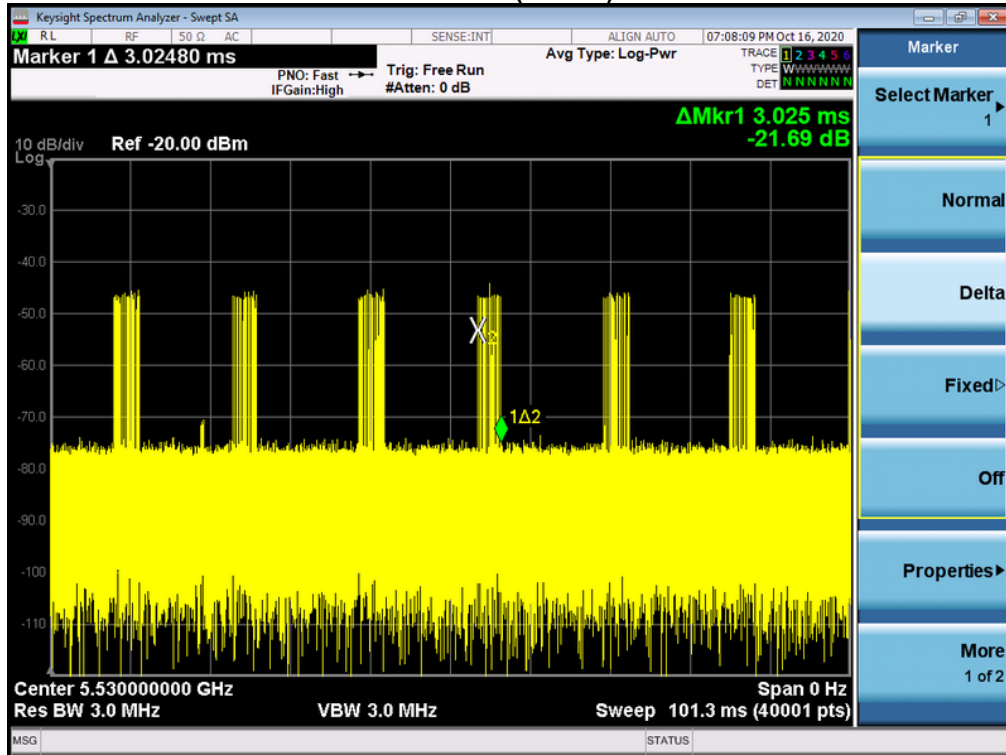 Keysight Spectrum Analyzer - Swept SA
LXI RL RF 50 Ω AC SENSE:INT ALIGN AUTO 07:08:09 PM Oct 16, 2020
Marker 1 Δ 3.02480 ms
PNO: Fast
IFGain:High
Trig: Free Run
#Atten: 0 dB
Avg Type: Log-Pwr
TRACE 1 2 3 4 5 6
TYPE WWWWWW
DET N N N N N N
ΔMkr1 3.025 ms
-21.69 dB
10 dB/div Ref -20.00 dBm
Log
-30.0
-40.0
-50.0
-60.0
-70.0
-80.0
-90.0
-100
-110
X2
1Δ2
Center 5.530000000 GHz Span 0 Hz
Res BW 3.0 MHz VBW 3.0 MHz Sweep 101.3 ms (40001 pts)
MSG STATUS
Marker
Select Marker
1
Normal
Delta
Fixed
Off
Properties
More
1 of 2